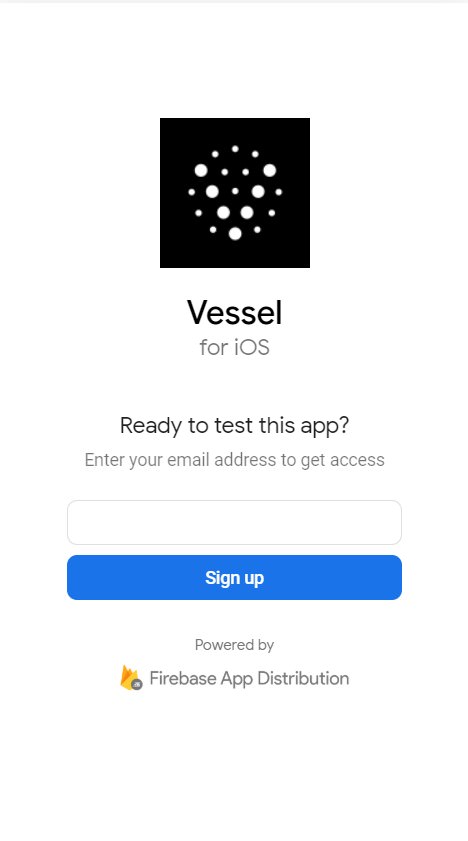 Vessel
for iOS
Ready to test this app?
Enter your email address to get access
Sign up
Powered by
Firebase App Distribution